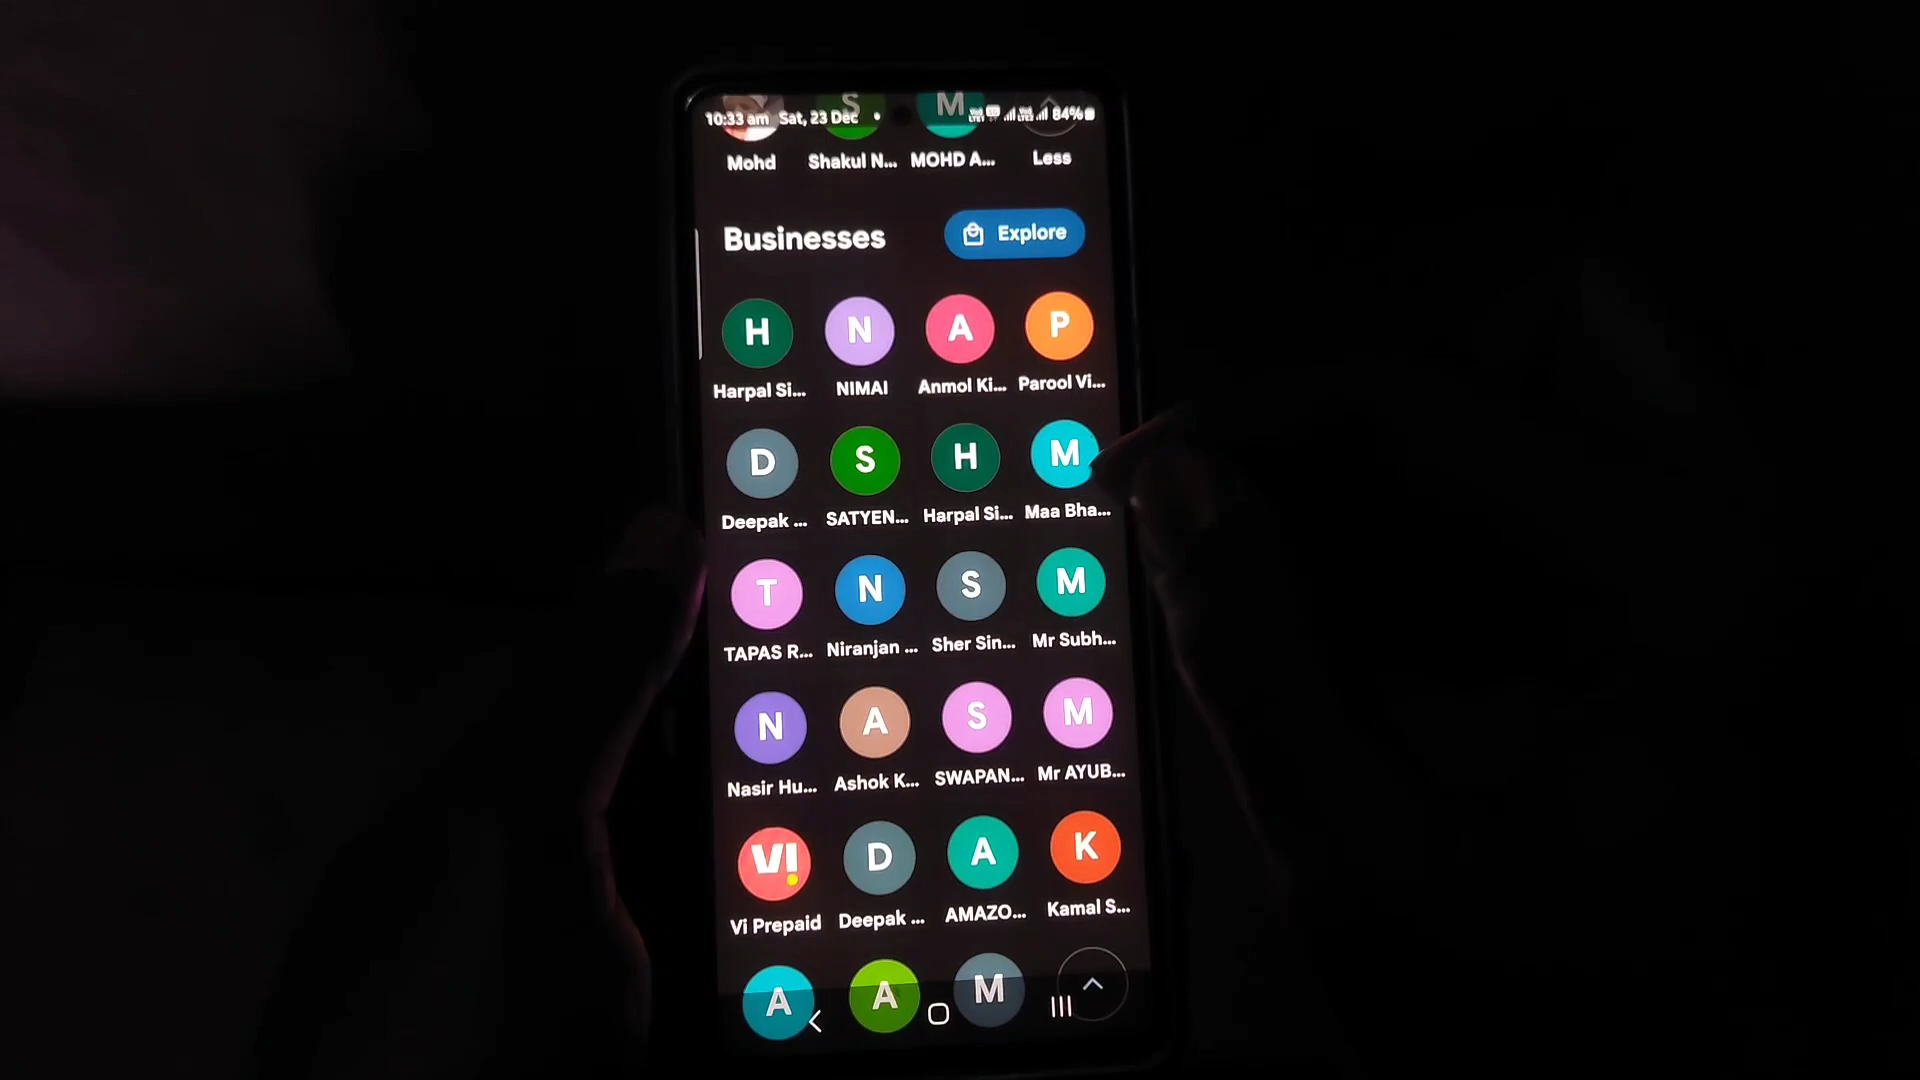 10:33 am Sat, 23 Dec • 84%
S M
Mohd Shakul N... MOHD A... Less
Businesses Explore
H N A P
Harpal Si... NIMAI Anmol Ki... Parool Vi...
D S H M
Deepak ... SATYEN... Harpal Si... Maa Bha...
T N S M
TAPAS R... Niranjan ... Sher Sin... Mr Subh...
N A S M
Nasir Hu... Ashok K... SWAPAN... Mr AYUB...
VI D A K
Vi Prepaid Deepak ... AMAZO... Kamal S...
A A M